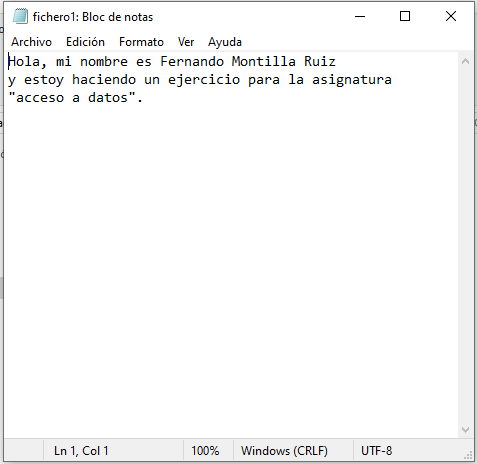 fichero1: Bloc de notas
Archivo Edición Formato Ver Ayuda
Hola, mi nombre es Fernando Montilla Ruiz
y estoy haciendo un ejercicio para la asignatura
"acceso a datos".
Ln 1, Col 1 100% Windows (CRLF) UTF-8